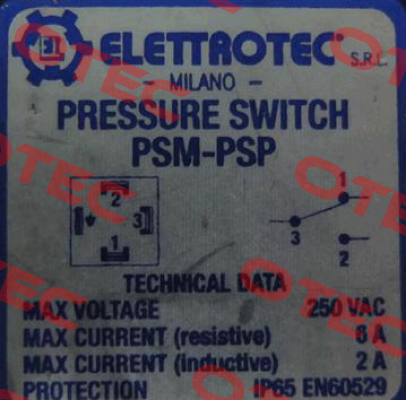 EL ELETTROTEC S.R.L.
- MILANO -
PRESSURE SWITCH
PSM-PSP
2
3
1
1
3
2
TECHNICAL DATA
MAX VOLTAGE 250 VAC
MAX CURRENT (resistive) 6 A
MAX CURRENT (inductive) 2 A
PROTECTION IP65 EN60529